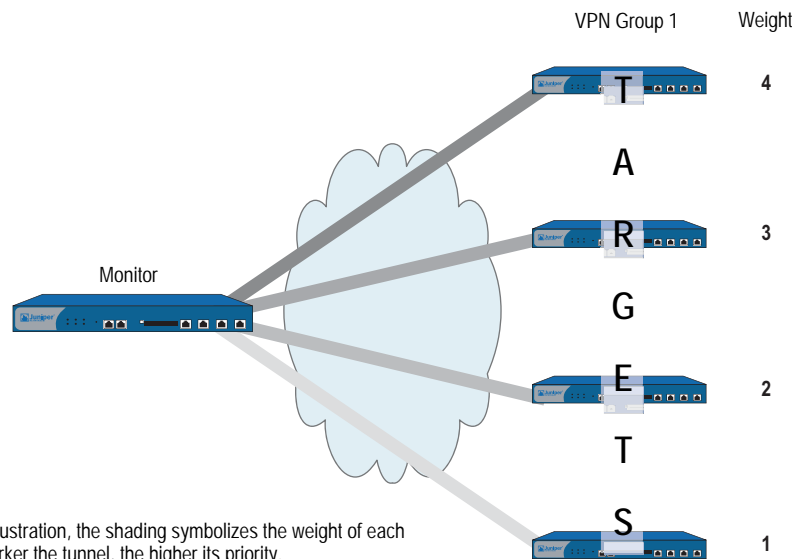 VPN Group 1 Weight
T 4
A
R 3
Monitor
Juniper
G
E 2
T
S 1
ustration, the shading symbolizes the weight of each
rker the tunnel, the higher its priority.